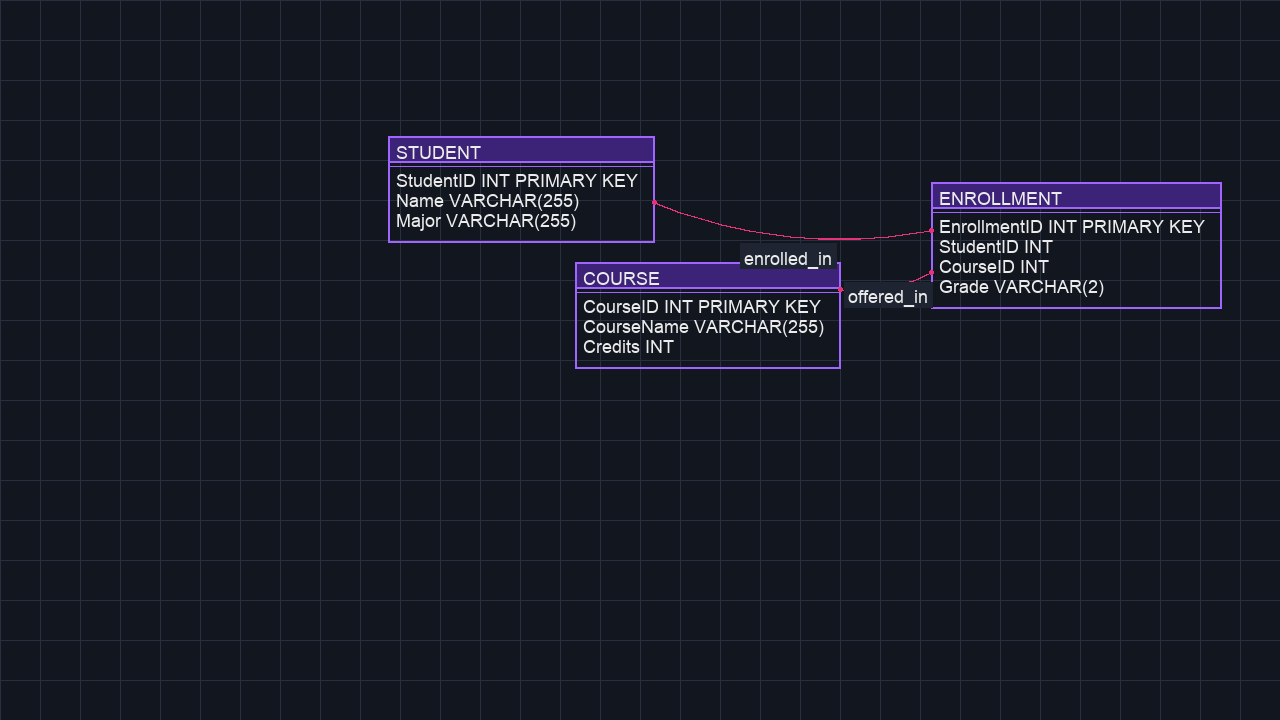 STUDENT
StudentID INT PRIMARY KEY
Name VARCHAR(255)
Major VARCHAR(255)
enrolled_in
COURSE
CourseID INT PRIMARY KEY
CourseName VARCHAR(255)
Credits INT
offered_in
ENROLLMENT
EnrollmentID INT PRIMARY KEY
StudentID INT
CourseID INT
Grade VARCHAR(2)